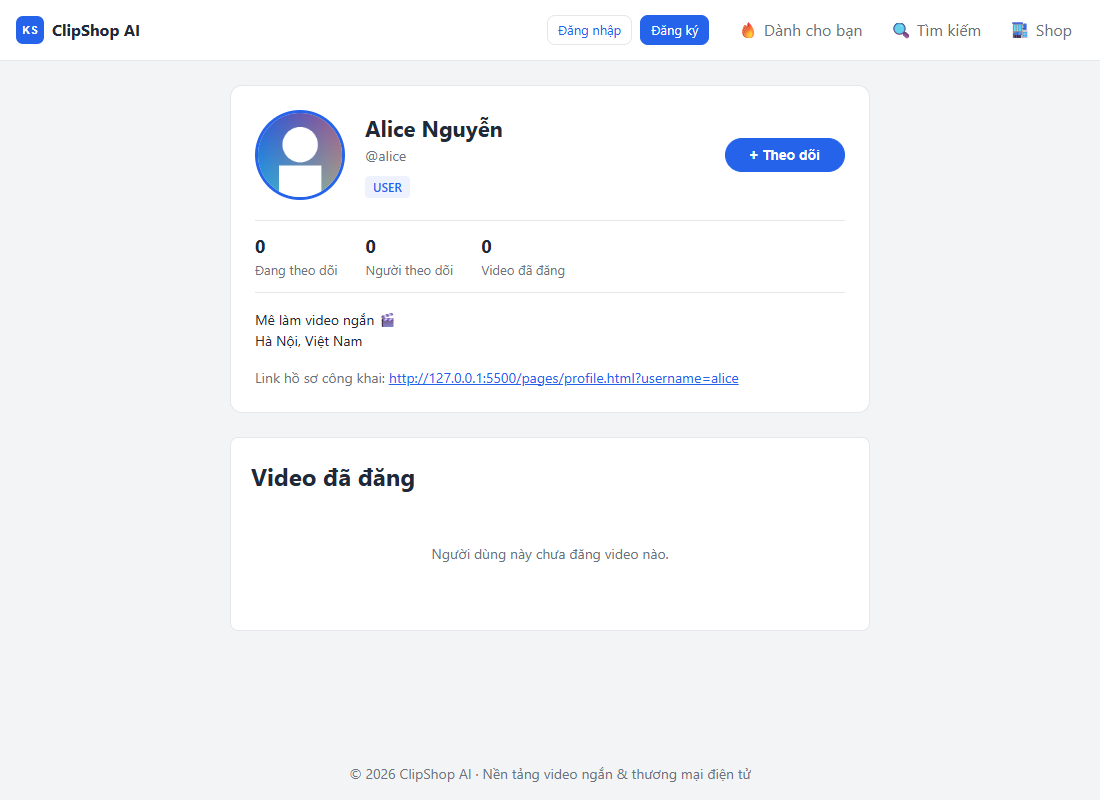 KS ClipShop AI Đăng nhập Đăng ký Dành cho bạn Tìm kiếm Shop
Alice Nguyễn
@alice
USER
+ Theo dõi
0 0 0
Đang theo dõi Người theo dõi Video đã đăng
Mê làm video ngắn 🎬
Hà Nội, Việt Nam
Link hồ sơ công khai: http://127.0.0.1:5500/pages/profile.html?username=alice
Video đã đăng
Người dùng này chưa đăng video nào.
© 2026 ClipShop AI · Nền tảng video ngắn & thương mại điện tử